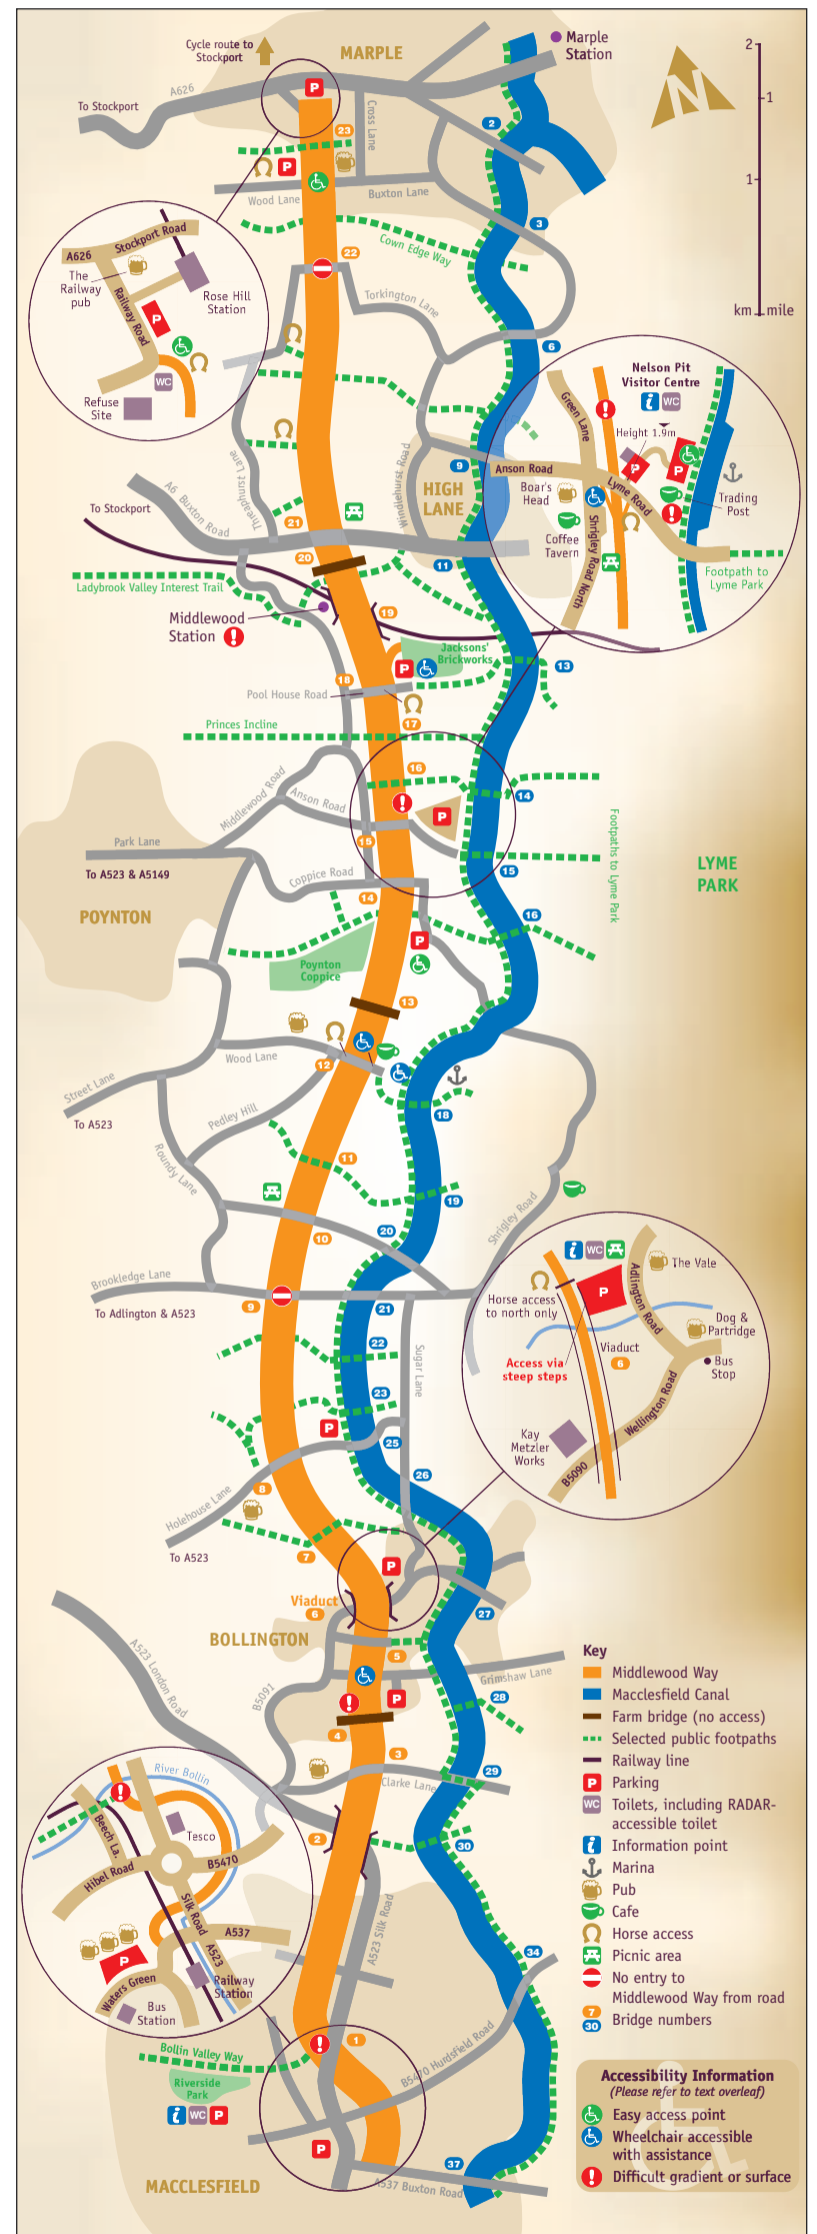 Cycle route to
Stockport
MARPLE
Marple
Station
N
2
1
1
km
mile
A626
To Stockport
P
23
Cross Lane
2
P
Wood Lane
Buxton Lane
3
Cown Edge Way
22
Torkington Lane
6
Stockport Road
A626
The
Railway
pub
Railway Road
Rose Hill
Station
P
WC
Refuse
Site
Threaphurst Lane
Windlehurst Road
9
HIGH
LANE
Nelson Pit
Visitor Centre
i
WC
Green Lane
Height 1.9m
P
P
Anson Road
Lyme Road
Boar's
Head
Trading
Post
Coffee
Tavern
Shrigley Road North
Footpath to
Lyme Park
To Stockport
A6 Buxton Road
21
20
11
Ladybrook Valley Interest Trail
Middlewood
Station
19
Jacksons'
Brickworks
P
13
18
Pool House Road
17
Princes Incline
16
Middlewood Road
Anson Road
P
14
15
Footpaths to Lyme Park
Park Lane
To A523 & A5149
Coppice Road
15
LYME
PARK
14
POYNTON
16
P
Poynton
Coppice
13
Wood Lane
12
Street Lane
To A523
Pedley Hill
18
Roundy Lane
11
19
Shrigley Road
10
20
Brookledge Lane
To Adlington & A523
9
21
i
WC
The Vale
P
Horse access
to north only
Adlington Road
Dog &
Partridge
Viaduct
6
Bus
Stop
Access via
steep steps
Wellington Road
Kay
Metzler
Works
B5090
22
Sugar Lane
23
P
25
26
8
Holehouse Lane
To A523
7
P
Viaduct
6
27
BOLLINGTON
5
A523 London Road
B5091
Grimshaw Lane
P
28
4
3
Clarke Lane
29
2
30
River Bollin
Beech La.
Tesco
Hibel Road
B5470
Silk Road
A523
A537
P
Waters Green
Railway
Station
Bus
Station
A523 Silk Road
34
1
B5470 Hurdsfield Road
Bollin Valley Way
Riverside
Park
i
WC
P
P
MACCLESFIELD
37
A537 Buxton Road
Key
Middlewood Way
Macclesfield Canal
Farm bridge (no access)
Selected public footpaths
Railway line
P
Parking
WC
Toilets, including RADAR-
accessible toilet
i
Information point
Marina
Pub
Cafe
Horse access
Picnic area
No entry to
Middlewood Way from road
7
30
Bridge numbers
Accessibility Information
(Please refer to text overleaf)
Easy access point
Wheelchair accessible
with assistance
Difficult gradient or surface